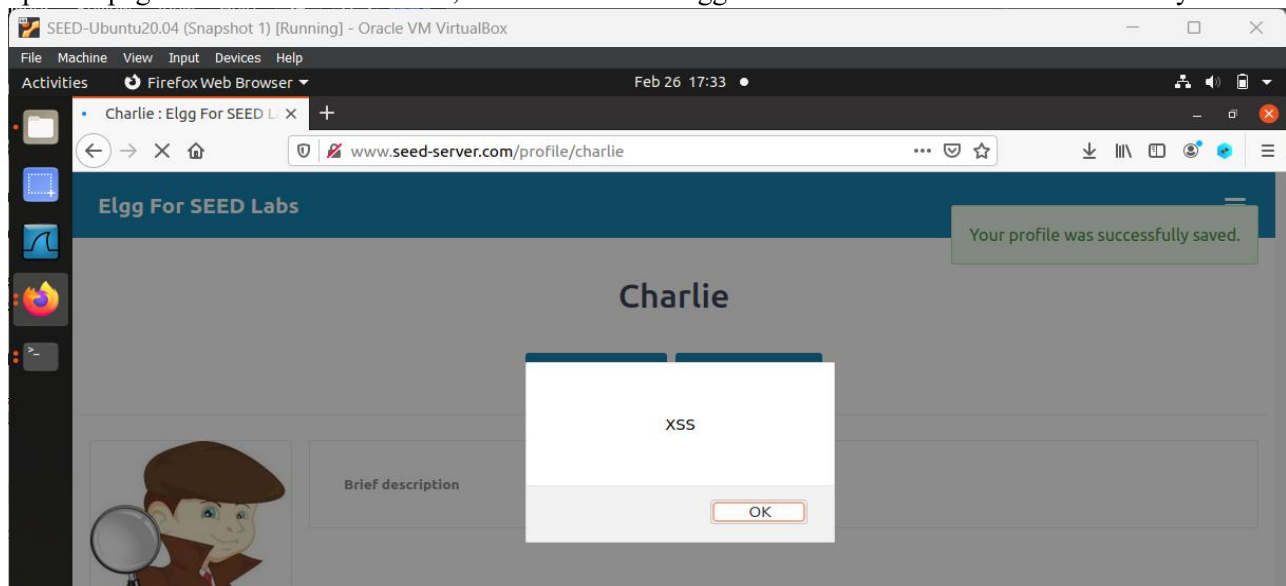 SEED-Ubuntu20.04 (Snapshot 1) [Running] - Oracle VM VirtualBox
File Machine View Input Devices Help
Activities Firefox Web Browser Feb 26 17:33
Charlie : Elgg For SEED L
www.seed-server.com/profile/charlie
Elgg For SEED Labs
Your profile was successfully saved.
Charlie
xss
Brief description
OK